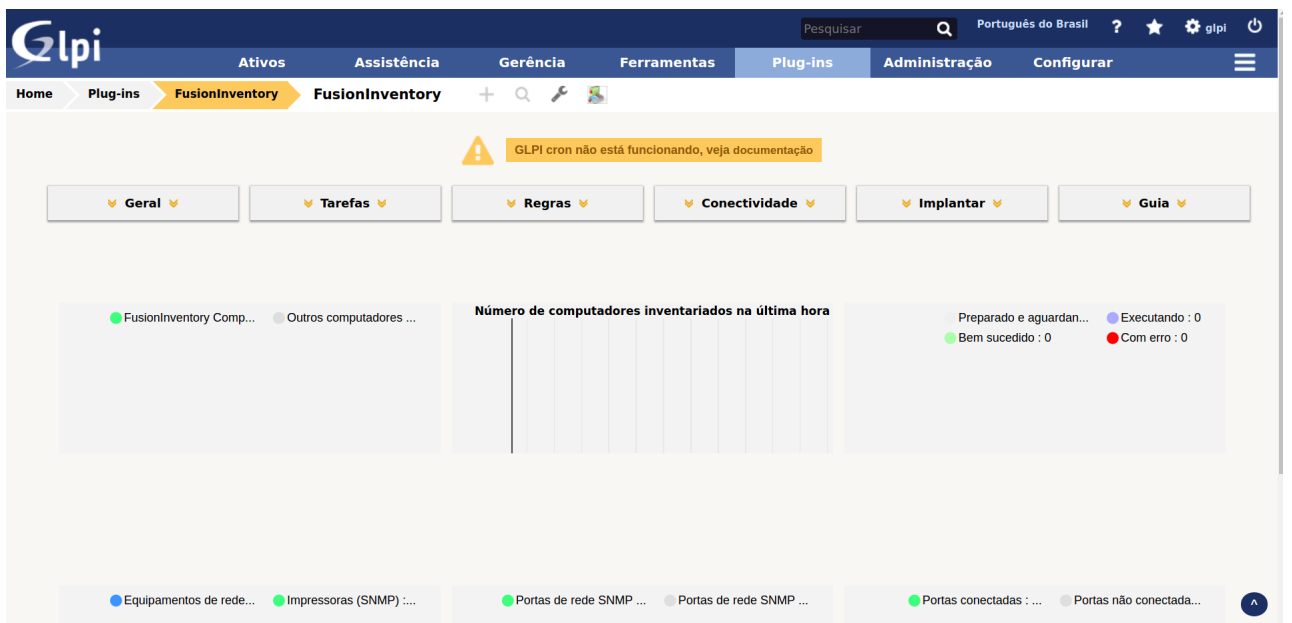 Glpi
Pesquisar Português do Brasil ? glpi
Ativos Assistência Gerência Ferramentas Plug-ins Administração Configurar
Home Plug-ins FusionInventory FusionInventory
GLPI cron não está funcionando, veja documentação
Geral Tarefas Regras Conectividade Implantar Guia
FusionInventory Comp... Outros computadores ...
Número de computadores inventariados na última hora
Preparado e aguardan... Executando : 0
Bem sucedido : 0 Com erro : 0
Equipamentos de rede... Impressoras (SNMP) :... Portas de rede SNMP ... Portas de rede SNMP ... Portas conectadas : ... Portas não conectada...
^